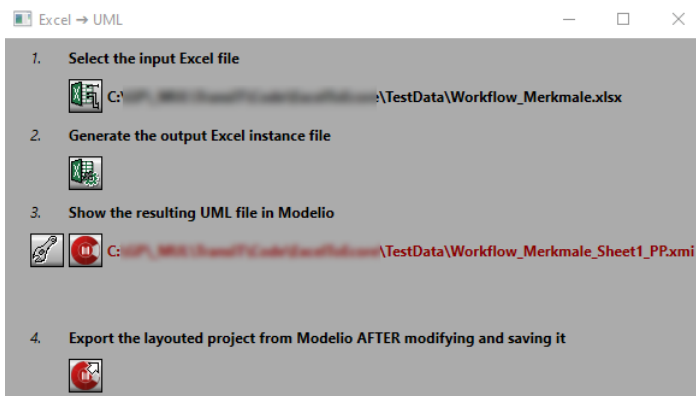 Excel → UML
1. Select the input Excel file
C:\ e\TestData\Workflow_Merkmale.xlsx
2. Generate the output Excel instance file
3. Show the resulting UML file in Modelio
C: \TestData\Workflow_Merkmale_Sheet1_PP.xmi
4. Export the layouted project from Modelio AFTER modifying and saving it